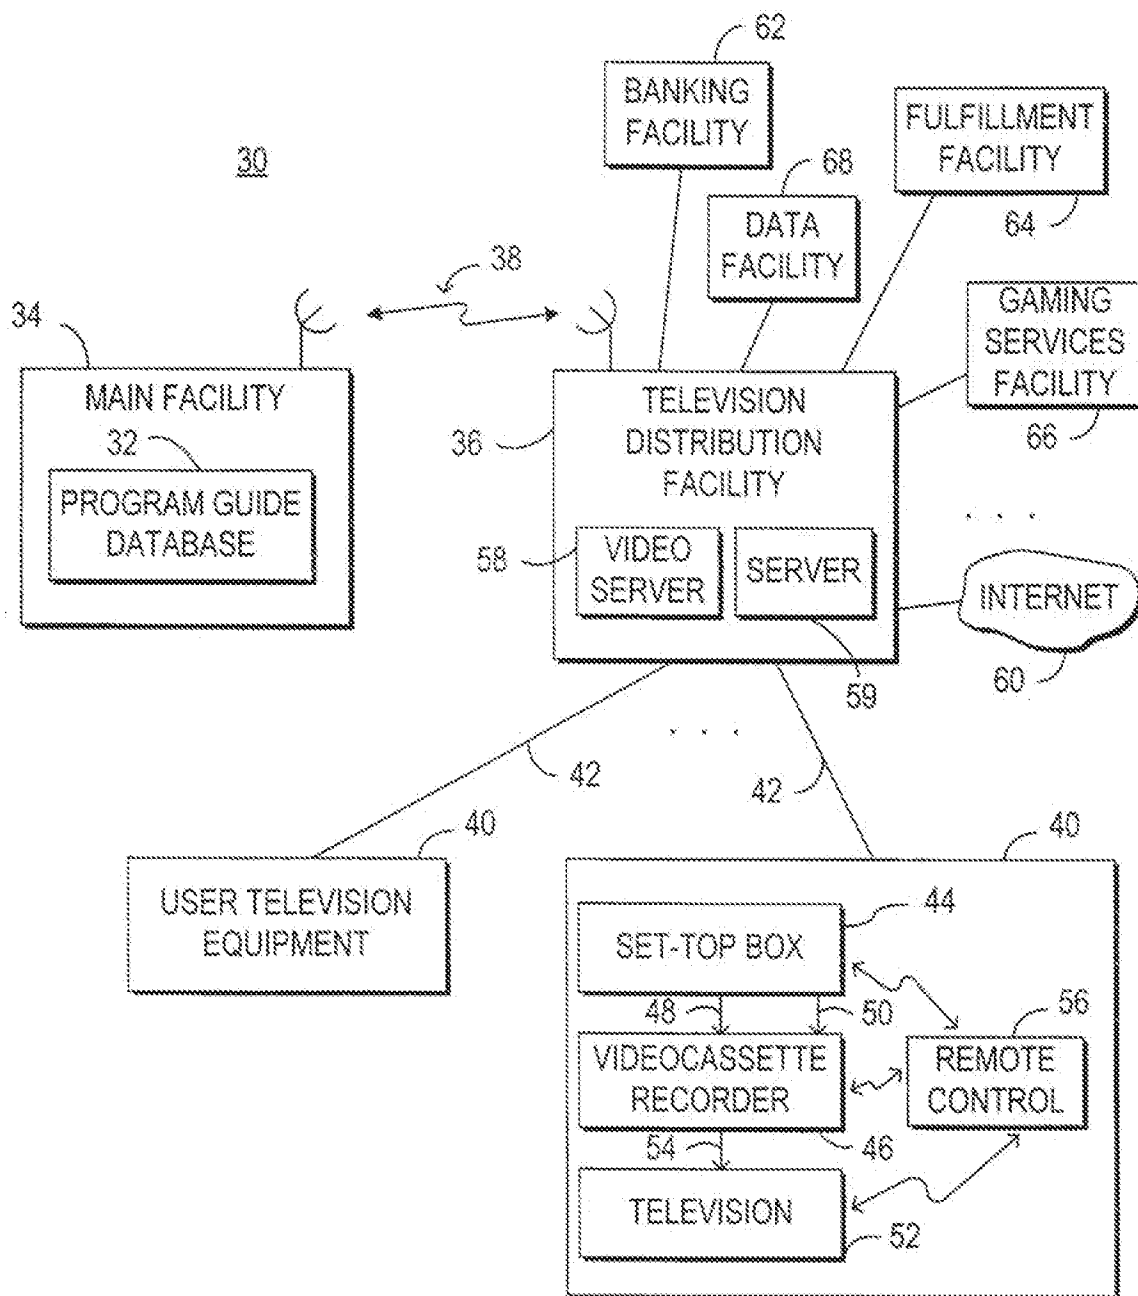 62
BANKING
FACILITY
FULFILLMENT
FACILITY
30
68
64
DATA
FACILITY
38
34
GAMING
SERVICES
FACILITY
MAIN FACILITY
32
36
TELEVISION
DISTRIBUTION
FACILITY
66
PROGRAM GUIDE
DATABASE
. . .
58
VIDEO
SERVER
SERVER
INTERNET
59
60
. . .
42
42
40
40
USER TELEVISION
EQUIPMENT
44
SET-TOP BOX
48
50
56
VIDEOCASSETTE
RECORDER
REMOTE
CONTROL
54
46
TELEVISION
52